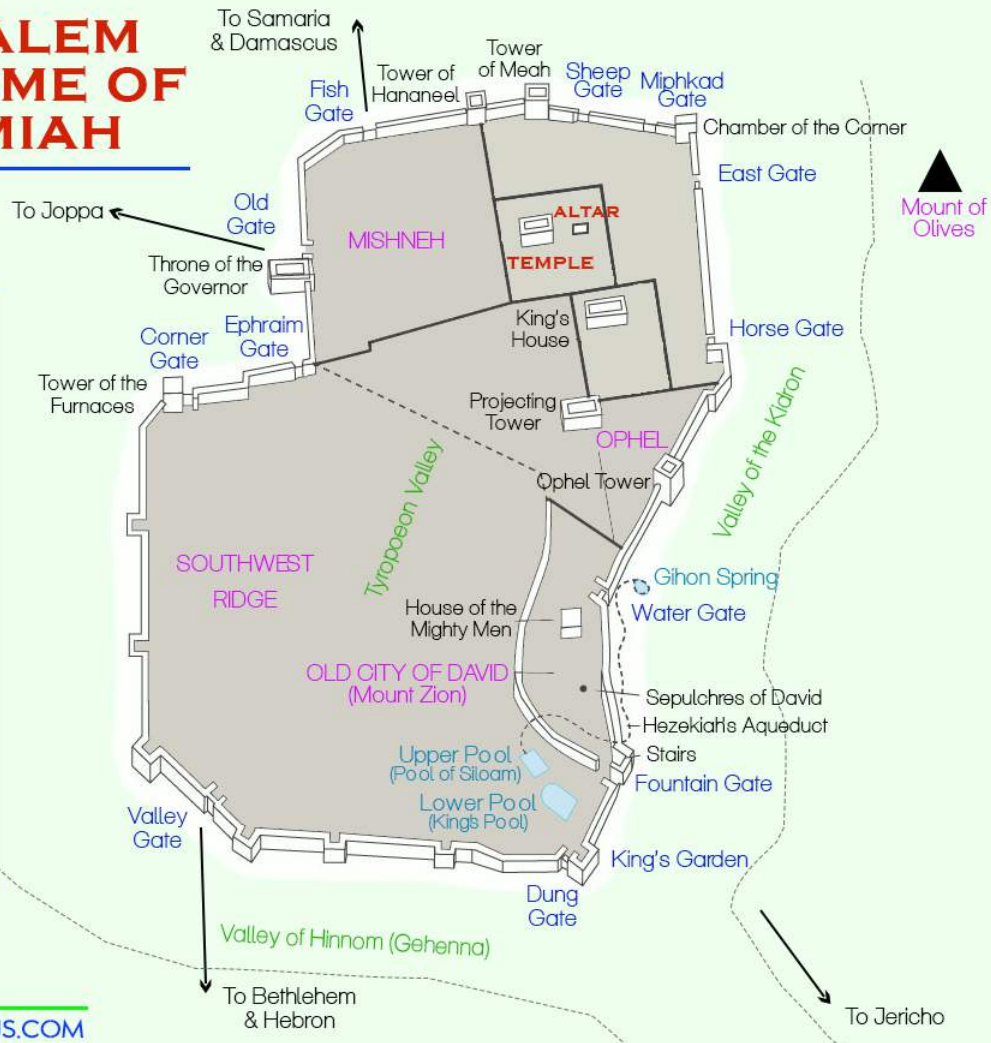 ALEM
ME OF
MIAH
To Samaria
& Damascus
Fish
Gate
Tower of
Hananeel
Tower
of Meah
Sheep
Gate
Miphkad
Gate
Chamber of the Corner
East Gate
Mount of
Olives
To Joppa
Old
Gate
MISHNEH
ALTAR
TEMPLE
Throne of the
Governor
King's
House
Horse Gate
Corner
Gate
Ephraim
Gate
Tower of the
Furnaces
Projecting
Tower
OPHEL
Ophel Tower
Valley of the Kidron
Tyropoeon Valley
SOUTHWEST
RIDGE
Gihon Spring
Water Gate
House of the
Mighty Men
OLD CITY OF DAVID
(Mount Zion)
Sepulchres of David
Hezekiah's Aqueduct
Stairs
Upper Pool
(Pool of Siloam)
Fountain Gate
Lower Pool
(King's Pool)
Valley
Gate
King's Garden
Dung
Gate
Valley of Hinnom (Gehenna)
To Bethlehem
& Hebron
To Jericho
US.COM